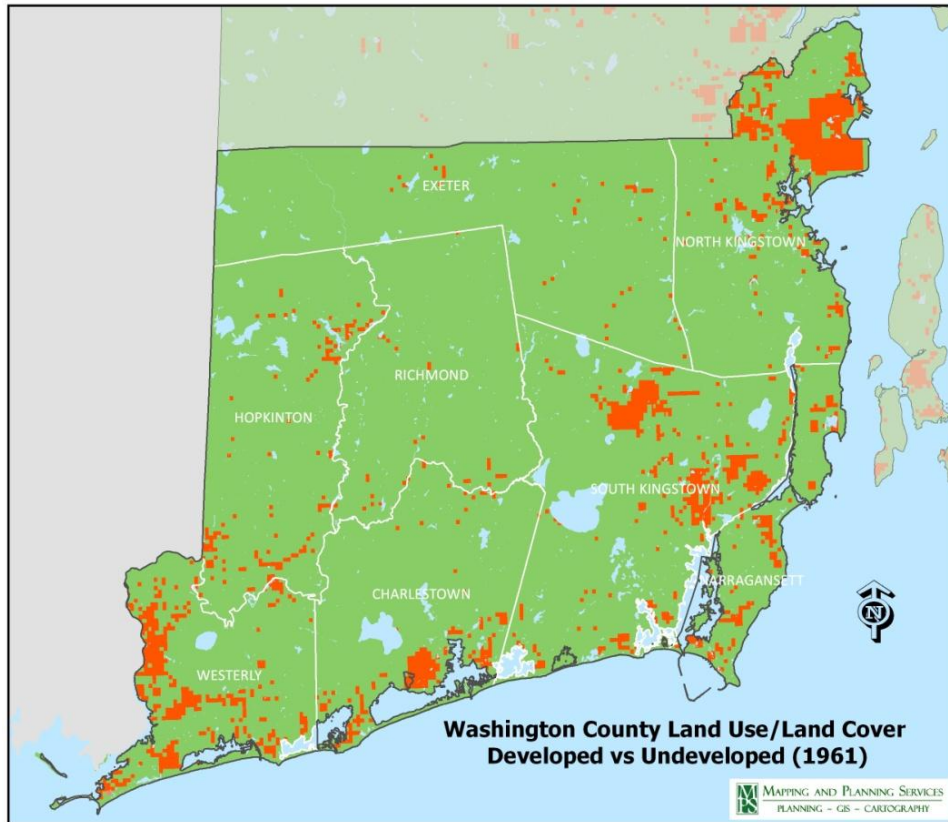 EXETER
NORTH KINGSTOWN
RICHMOND
HOPKINTON
SOUTH KINGSTOWN
NARRAGANSETT
CHARLESTOWN
WESTERLY
N
Washington County Land Use/Land Cover
Developed vs Undeveloped (1961)
MPS
MAPPING AND PLANNING SERVICES
PLANNING – GIS – CARTOGRAPHY